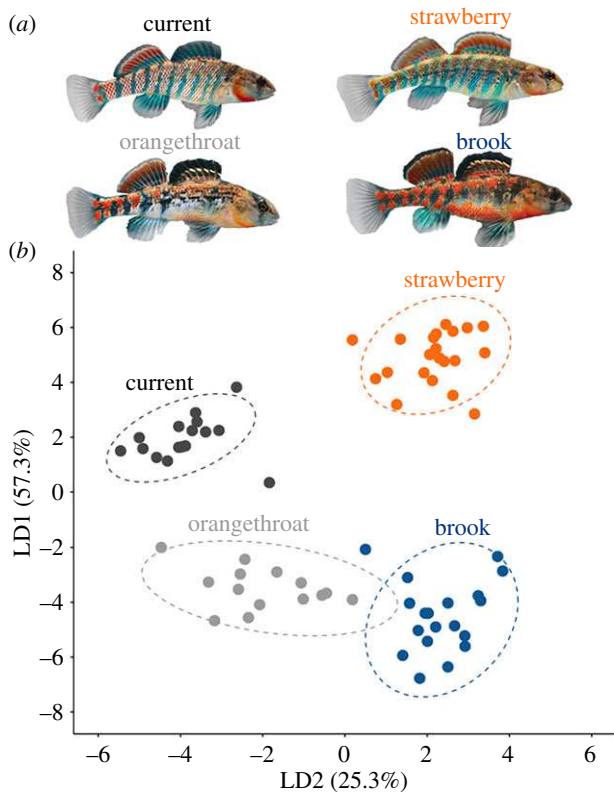 (a)
current
strawberry
orangethroat
brook
(b)
8
strawberry
6
current
4
2
0
orangethroat
brook
−2
−4
−6
−8
LD1 (57.3%)
−6
−4
−2
0
2
4
6
LD2 (25.3%)